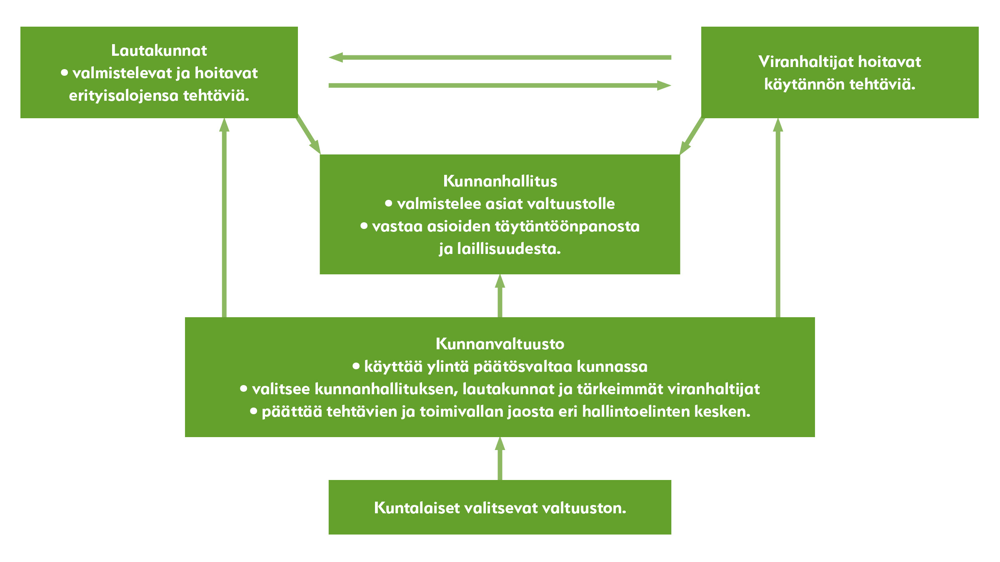 Lautakunnat
• valmistelevat ja hoitavat
erityisalojensa tehtäviä.
Viranhaltijat hoitavat
käytännön tehtäviä.
Kunnanhallitus
• valmistelee asiat valtuustolle
• vastaa asioiden täytäntöönpanosta
ja laillisuudesta.
Kunnanvaltuusto
• käyttää ylintä päätösvaltaa kunnassa
• valitsee kunnanhallituksen, lautakunnat ja tärkeimmät viranhaltijat
• päättää tehtävien ja toimivallan jaosta eri hallintoelinten kesken.
Kuntalaiset valitsevat valtuuston.